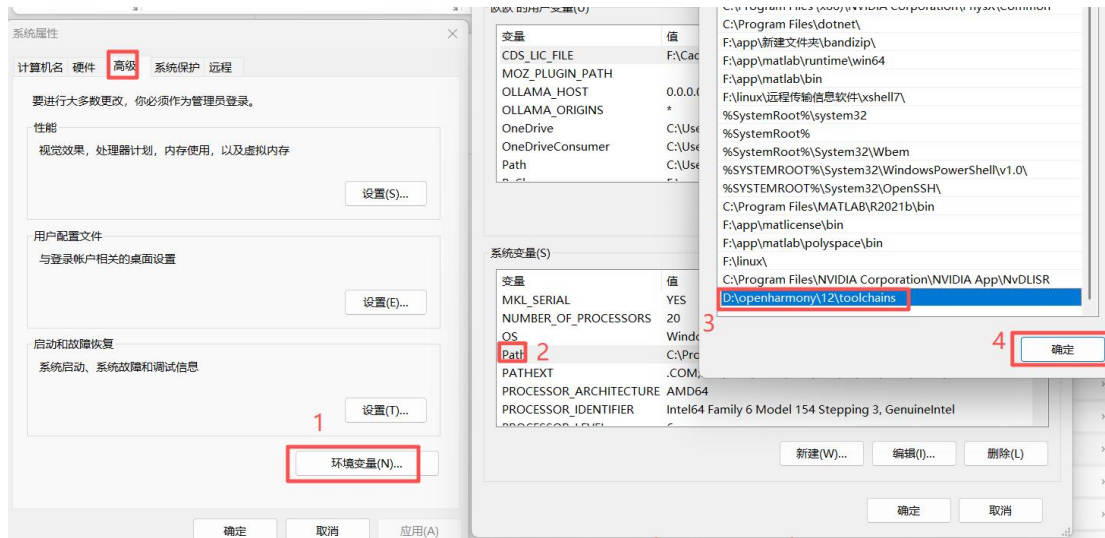 系统属性
计算机名 硬件 高级 系统保护 远程
要进行大多数更改，你必须作为管理员登录。
性能
视觉效果，处理器计划，内存使用，以及虚拟内存
设置(S)...
用户配置文件
与登录帐户相关的桌面设置
设置(E)...
启动和故障恢复
系统启动、系统故障和调试信息
设置(T)...
1
环境变量(N)...
确定 取消 应用(A)
变量 值
CDS_LIC_FILE F:\Cad
MOZ_PLUGIN_PATH
OLLAMA_HOST 0.0.0.0
OLLAMA_ORIGINS *
OneDrive C:\Use
OneDriveConsumer C:\Use
Path C:\Use
系统变量(S)
变量 值
MKL_SERIAL YES
NUMBER_OF_PROCESSORS 20
OS Windo
Path 2 C:\Pro
PATHEXT .COM;
PROCESSOR_ARCHITECTURE AMD64
PROCESSOR_IDENTIFIER Intel64 Family 6 Model 154 Stepping 3, GenuineIntel
新建(W)... 编辑(I)... 删除(L)
确定 取消
C:\Program Files\dotnet\
F:\app\新建文件夹\bandizip\
F:\app\matlab\runtime\win64
F:\app\matlab\bin
F:\linux\远程传输信息软件\xshell7\
%SystemRoot%\system32
%SystemRoot%
%SystemRoot%\System32\Wbem
%SYSTEMROOT%\System32\WindowsPowerShell\v1.0\
%SYSTEMROOT%\System32\OpenSSH\
C:\Program Files\MATLAB\R2021b\bin
F:\app\matlicense\bin
F:\app\matlab\polyspace\bin
F:\linux\
C:\Program Files\NVIDIA Corporation\NVIDIA App\NvDLISR
D:\openharmony\12\toolchains
3
4
确定